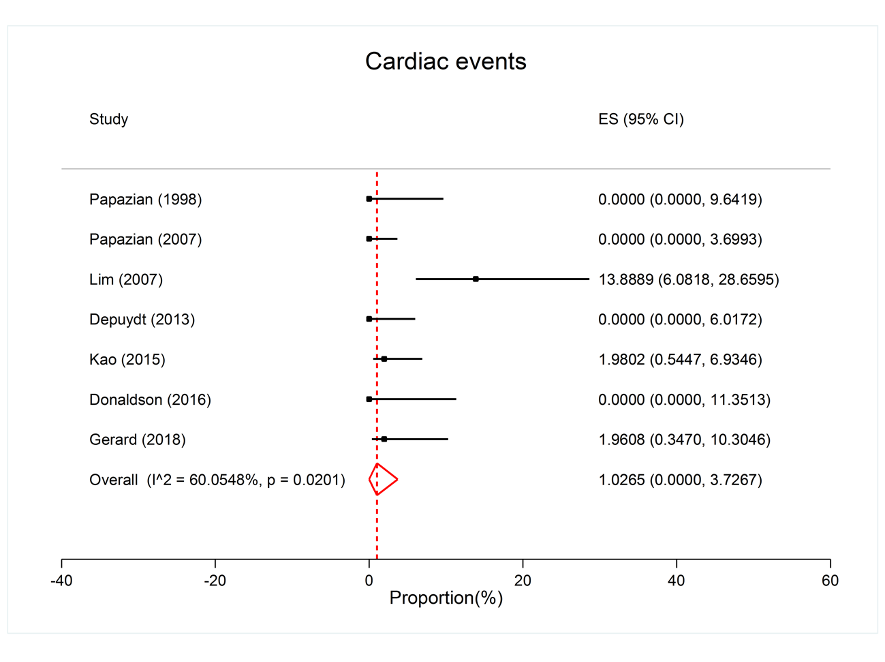 Cardiac events
Study ES (95% CI)
Papazian (1998) 0.0000 (0.0000, 9.6419)
Papazian (2007) 0.0000 (0.0000, 3.6993)
Lim (2007) 13.8889 (6.0818, 28.6595)
Depuydt (2013) 0.0000 (0.0000, 6.0172)
Kao (2015) 1.9802 (0.5447, 6.9346)
Donaldson (2016) 0.0000 (0.0000, 11.3513)
Gerard (2018) 1.9608 (0.3470, 10.3046)
Overall (I^2 = 60.0548%, p = 0.0201) 1.0265 (0.0000, 3.7267)
-40 -20 0 20 40 60
Proportion(%)